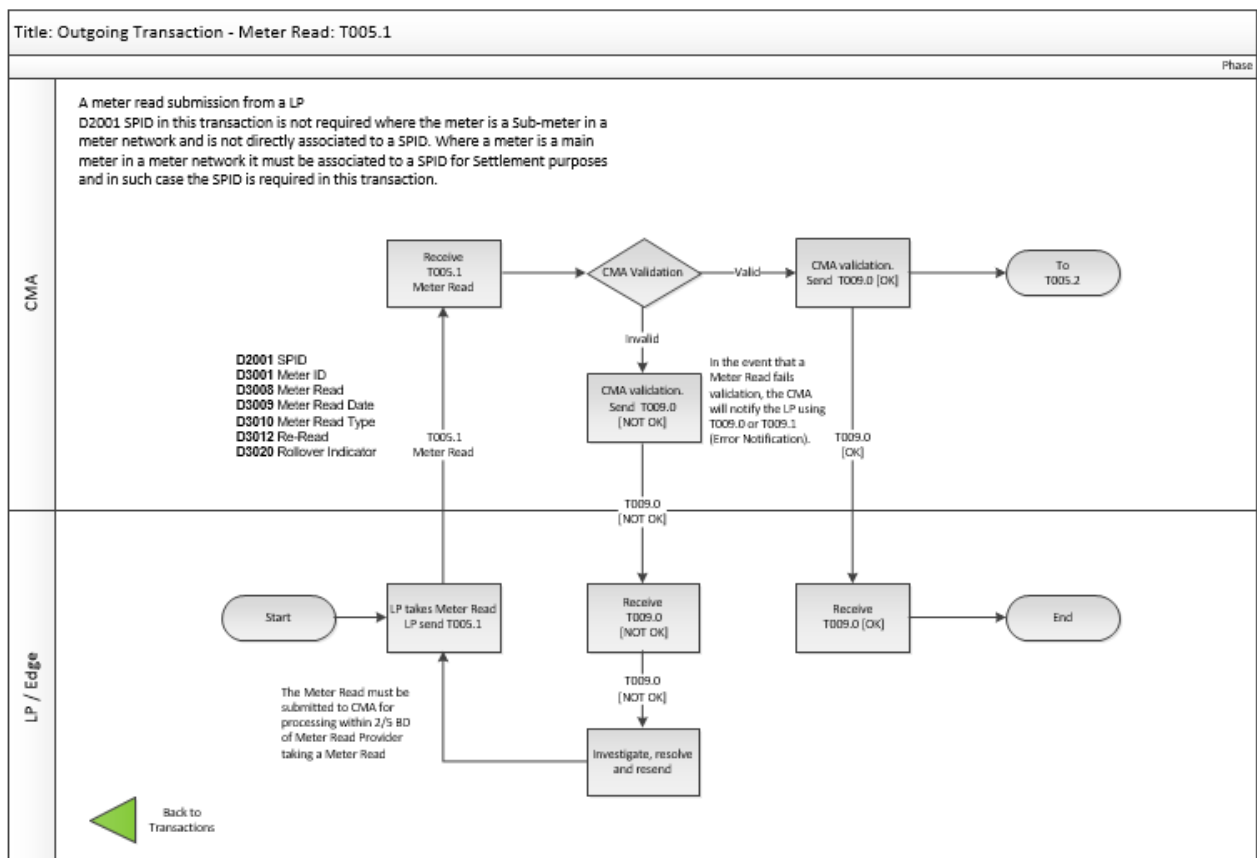 Title: Outgoing Transaction - Meter Read: T005.1
Phase
CMA
A meter read submission from a LP
D2001 SPID in this transaction is not required where the meter is a Sub-meter in a
meter network and is not directly associated to a SPID. Where a meter is a main
meter in a meter network it must be associated to a SPID for Settlement purposes
and in such case the SPID is required in this transaction.
Receive
T005.1
Meter Read
CMA Validation
Valid
CMA validation.
Send T009.0 [OK]
To
T005.2
Invalid
D2001 SPID
D3001 Meter ID
D3008 Meter Read
D3009 Meter Read Date
D3010 Meter Read Type
D3012 Re-Read
D3020 Rollover Indicator
T005.1
Meter Read
CMA validation.
Send T009.0
[NOT OK]
In the event that a
Meter Read fails
validation, the CMA
will notify the LP using
T009.0 or T009.1
(Error Notification).
T009.0
[OK]
T009.0
[NOT OK]
LP / Edge
Start
LP takes Meter Read
LP send T005.1
Receive
T009.0
[NOT OK]
Receive
T009.0 [OK]
End
T009.0
[NOT OK]
The Meter Read must be
submitted to CMA for
processing within 2/5 BD
of Meter Read Provider
taking a Meter Read
Investigate, resolve
and resend
Back to
Transactions